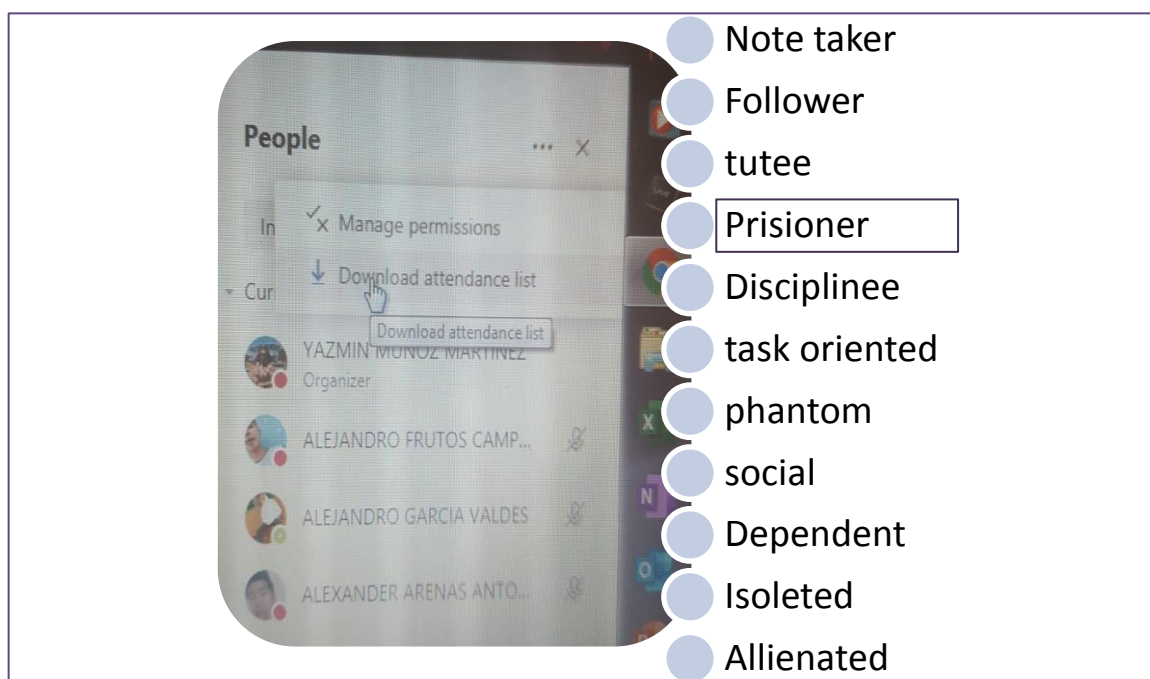 People
Manage permissions
Download attendance list
Cur
Download attendance list
YAZMIN MUÑOZ MARTINEZ
Organizer
ALEJANDRO FRUTOS CAMP...
ALEJANDRO GARCIA VALDES
ALEXANDER ARENAS ANTO...
Note taker
Follower
tutee
Prisioner
Disciplinee
task oriented
phantom
social
Dependent
Isoleted
Allienated